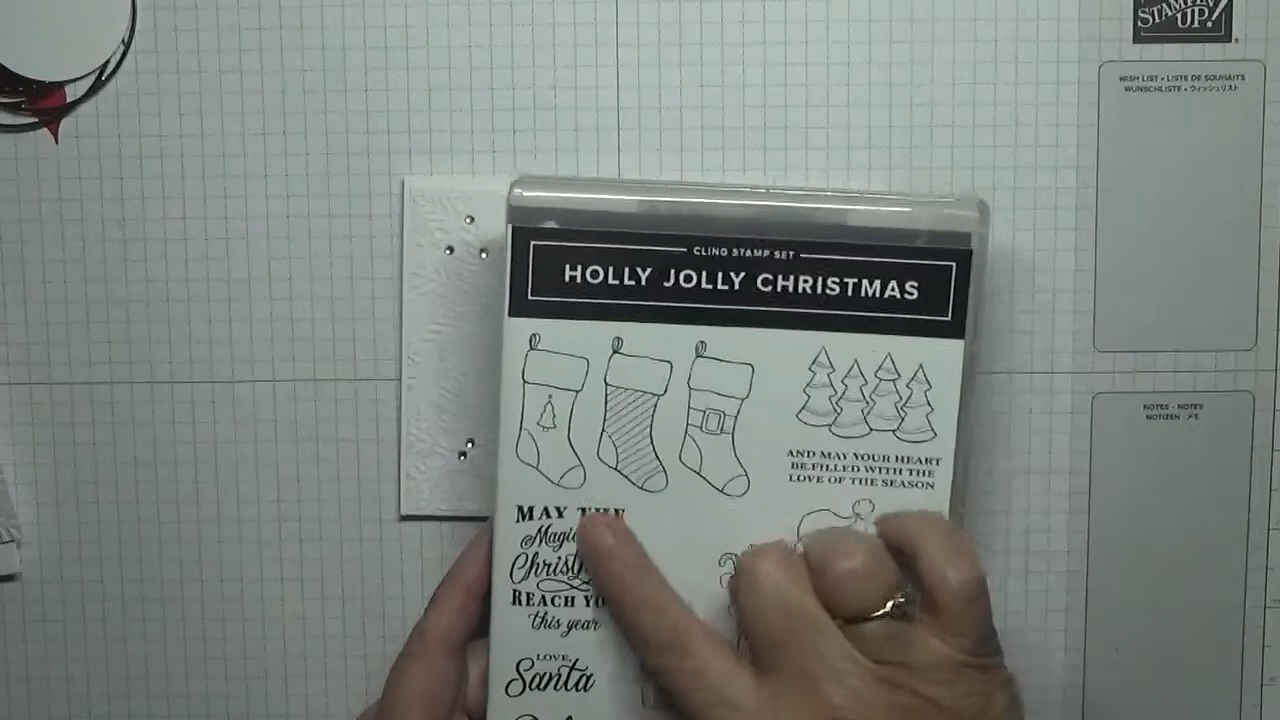 STAMPIN'
UP!
WISH LIST • LISTE DE SOUHAITS
WUNSCHLISTE • ウィッシュリスト
CLING STAMP SET
HOLLY JOLLY CHRISTMAS
AND MAY YOUR HEART
BE FILLED WITH THE
LOVE OF THE SEASON
MAY THE
REACH
this year
LOVE,
Santa
NOTES • NOTES
NOTIZEN • メモ